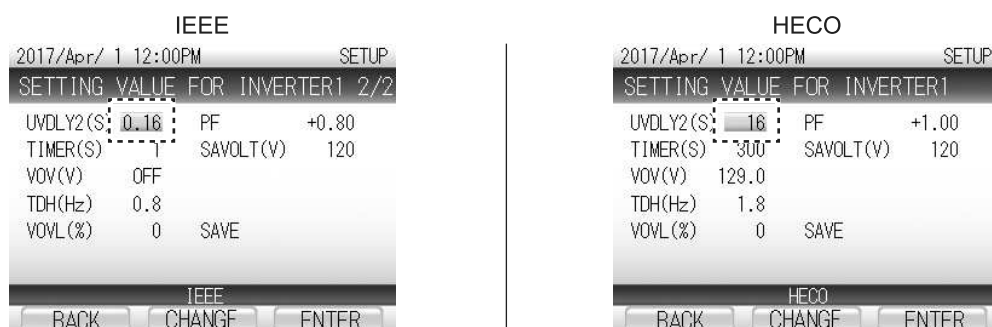 IEEE
2017/Apr/ 1 12:00PM SETUP
SETTING VALUE FOR INVERTER1 2/2
UVDLY2(S 0.16 PF +0.80
TIMER(S) 1 SAVOLT(V) 120
VOV(V) OFF
TDH(Hz) 0.8
VOVL(%) 0 SAVE
IEEE
BACK CHANGE ENTER
HECO
2017/Apr/ 1 12:00PM SETUP
SETTING VALUE FOR INVERTER1
UVDLY2(S 16 PF +1.00
TIMER(S) 300 SAVOLT(V) 120
VOV(V) 129.0
TDH(Hz) 1.8
VOVL(%) 0 SAVE
HECO
BACK CHANGE ENTER